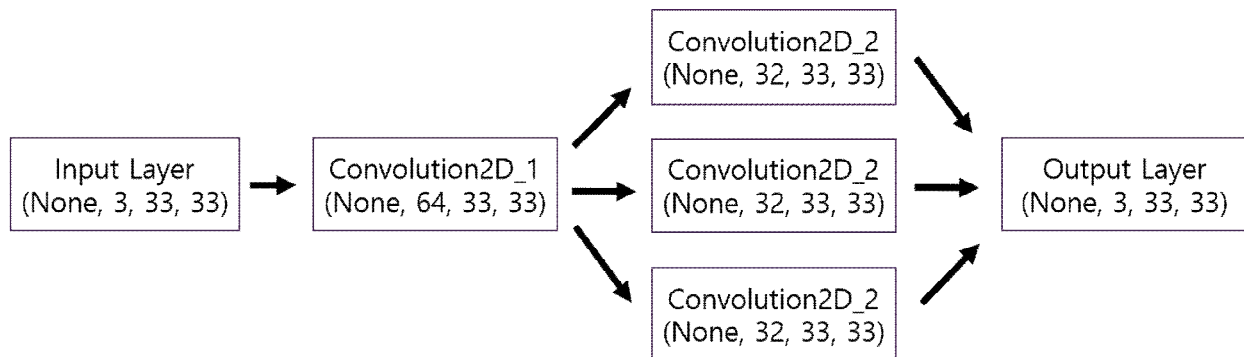 Input Layer
(None, 3, 33, 33)
Convolution2D_1
(None, 64, 33, 33)
Convolution2D_2
(None, 32, 33, 33)
Convolution2D_2
(None, 32, 33, 33)
Convolution2D_2
(None, 32, 33, 33)
Output Layer
(None, 3, 33, 33)